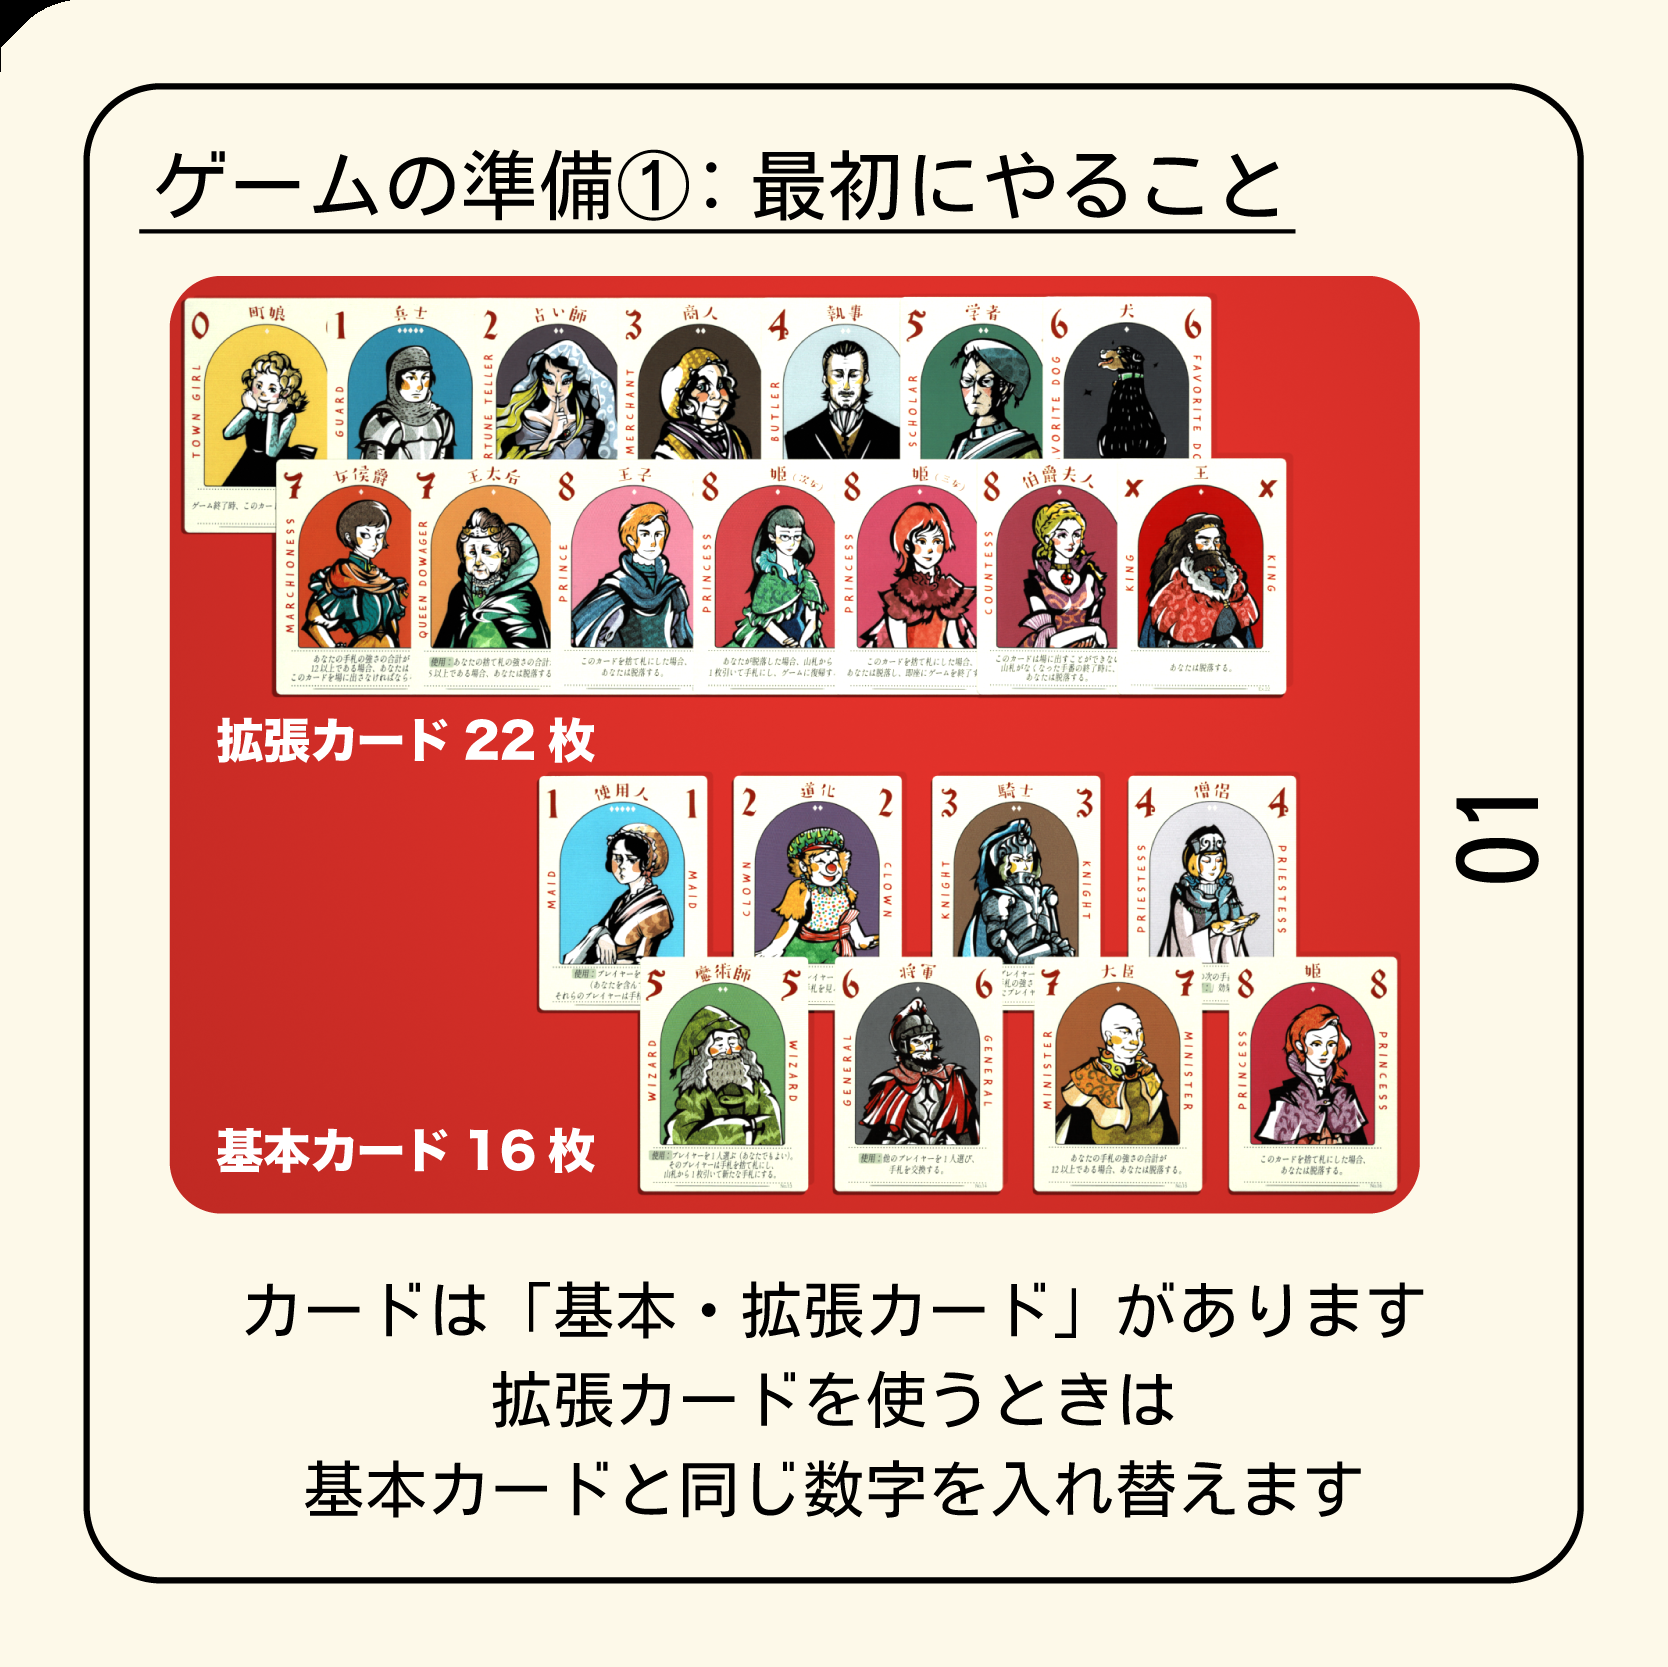 ゲームの準備①：最初にやること
0 町娘
TOWN GIRL
1 兵士
GUARD
2 占い師
RTUNE TELLER
3 商人
MERCHANT
4 執事
BUTLER
5 学者
SCHOLAR
6 犬 6
VORITE DOG
FAVORITE DO
ゲーム終了時、このカー
7 女侯爵
MARCHIONESS
あなたの手札の強さの合計が
12以上である場合、あなたは
このカードを場に出さなければなら
7 王太后
QUEEN DOWAGER
使用：あなたの捨て札の強さの合計
5以上である場合、あなたは脱落する
8 王子
PRINCE
このカードを捨て札にした場合、
あなたは脱落する。
8 姫（次女）
PRINCESS
あなたが脱落した場合、山札から
1枚引いて手札にし、ゲームに復帰す
8 姫（三女）
PRINCESS
このカードを捨て札にした場合、
あなたは脱落し、即座にゲームを終了す
8 伯爵夫人
COUNTESS
このカードは場に出すことができない
山札がなくなった手番の終了時に、
あなたは脱落する。
X 王 X
KING
KING
あなたは脱落する。
拡張カード 22 枚
1 使用人 1
MAID
MAID
使用：プレイヤーを
（あなたを含ん
それらのプレイヤーは手札
2 道化 2
CLOWN
CLOWN
3 騎士 3
KNIGHT
KNIGHT
4 僧侶 4
PRIESTESS
PRIESTESS
5 魔術師 5
WIZARD
WIZARD
使用：プレイヤーを1人選ぶ（あなたでもよい）。
そのプレイヤーは手札を捨て札にし、
山札から1枚引いて新たな手札にする。
6 将軍 6
GENERAL
GENERAL
使用：他のプレイヤーを1人選び、
手札を交換する。
7 大臣 7
MINISTER
MINISTER
あなたの手札の強さの合計が
12以上である場合、あなたは脱落する。
8 姫 8
PRINCESS
PRINCESS
このカードを捨て札にした場合、
あなたは脱落する。
基本カード 16 枚
01
カードは「基本・拡張カード」があります
拡張カードを使うときは
基本カードと同じ数字を入れ替えます